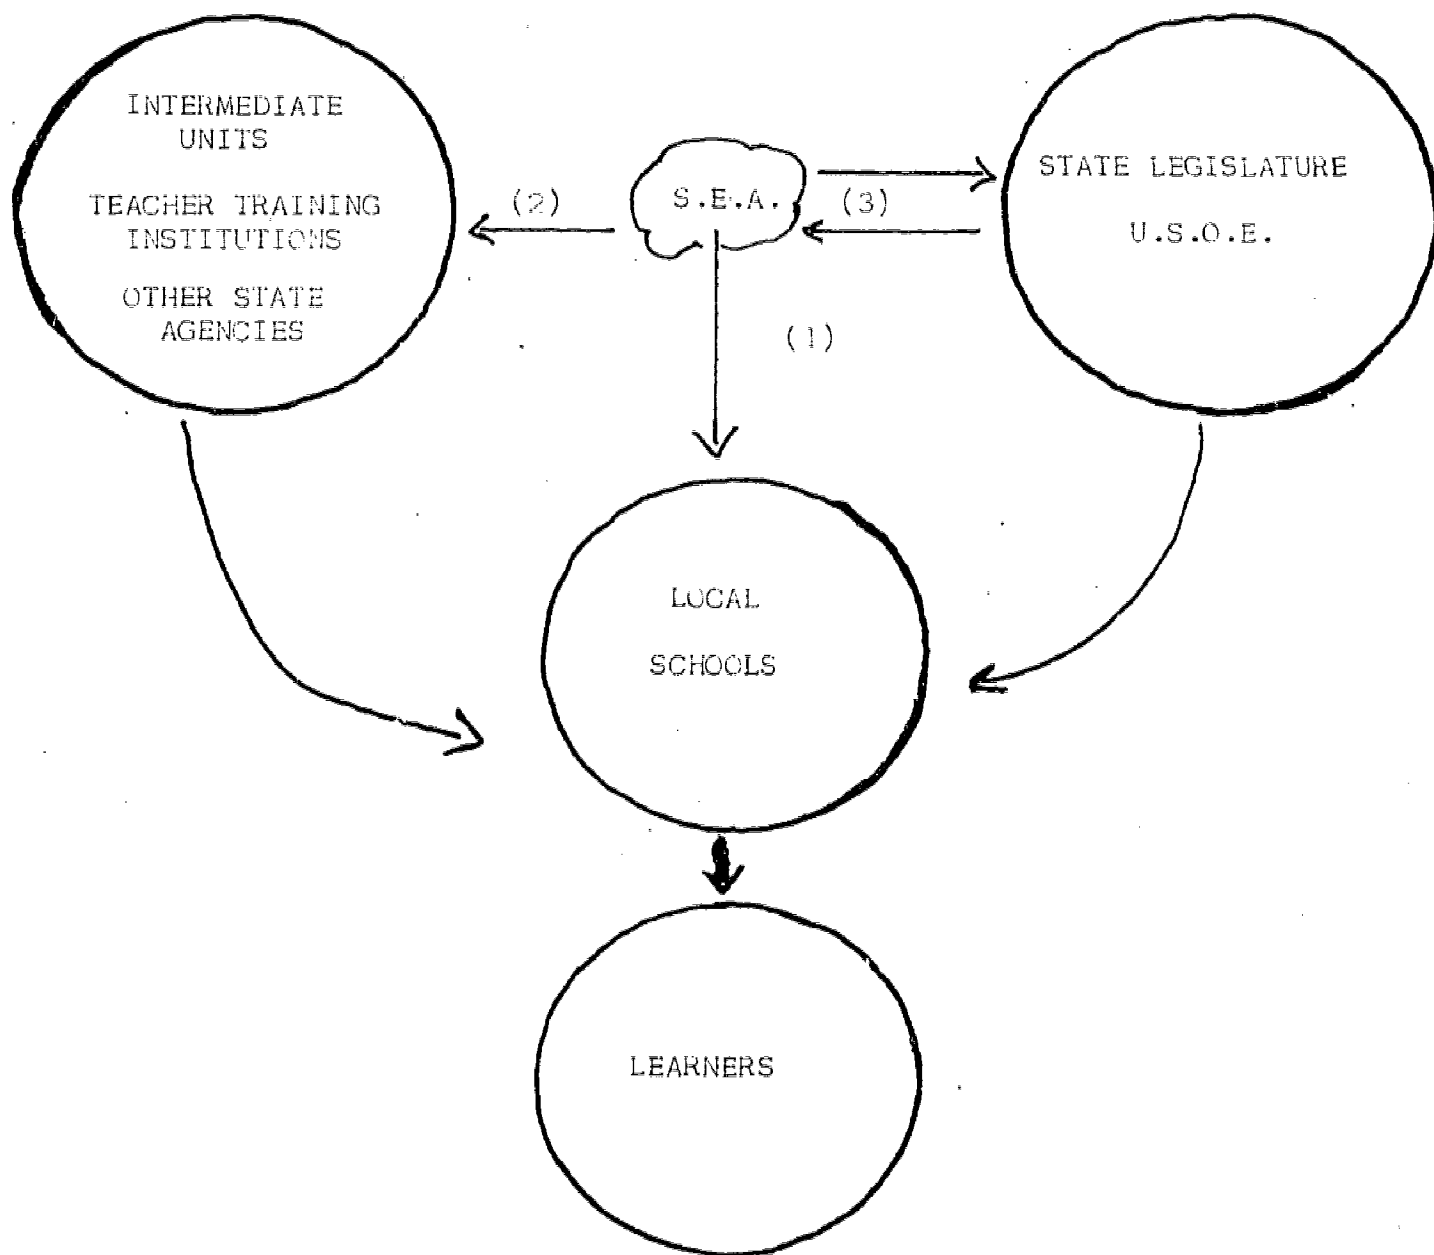 INTERMEDIATE
UNITS
TEACHER TRAINING
INSTITUTIONS
OTHER STATE
AGENCIES
(2)
S.E.A.
(3)
STATE LEGISLATURE
U.S.O.E.
(1)
LOCAL
SCHOOLS
LEARNERS